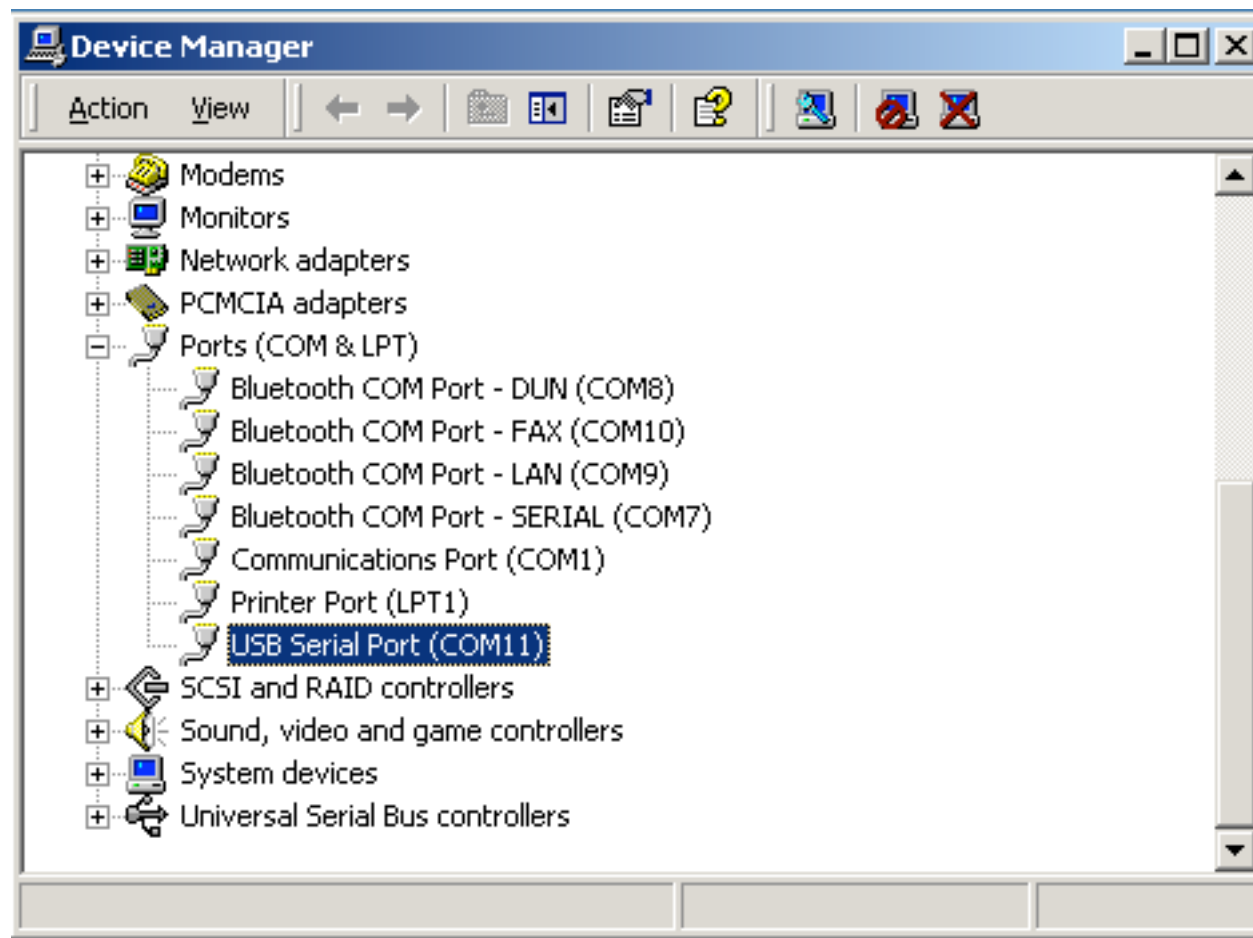 Device Manager
Action View
Modems
Monitors
Network adapters
PCMCIA adapters
Ports (COM & LPT)
Bluetooth COM Port - DUN (COM8)
Bluetooth COM Port - FAX (COM10)
Bluetooth COM Port - LAN (COM9)
Bluetooth COM Port - SERIAL (COM7)
Communications Port (COM1)
Printer Port (LPT1)
USB Serial Port (COM11)
SCSI and RAID controllers
Sound, video and game controllers
System devices
Universal Serial Bus controllers